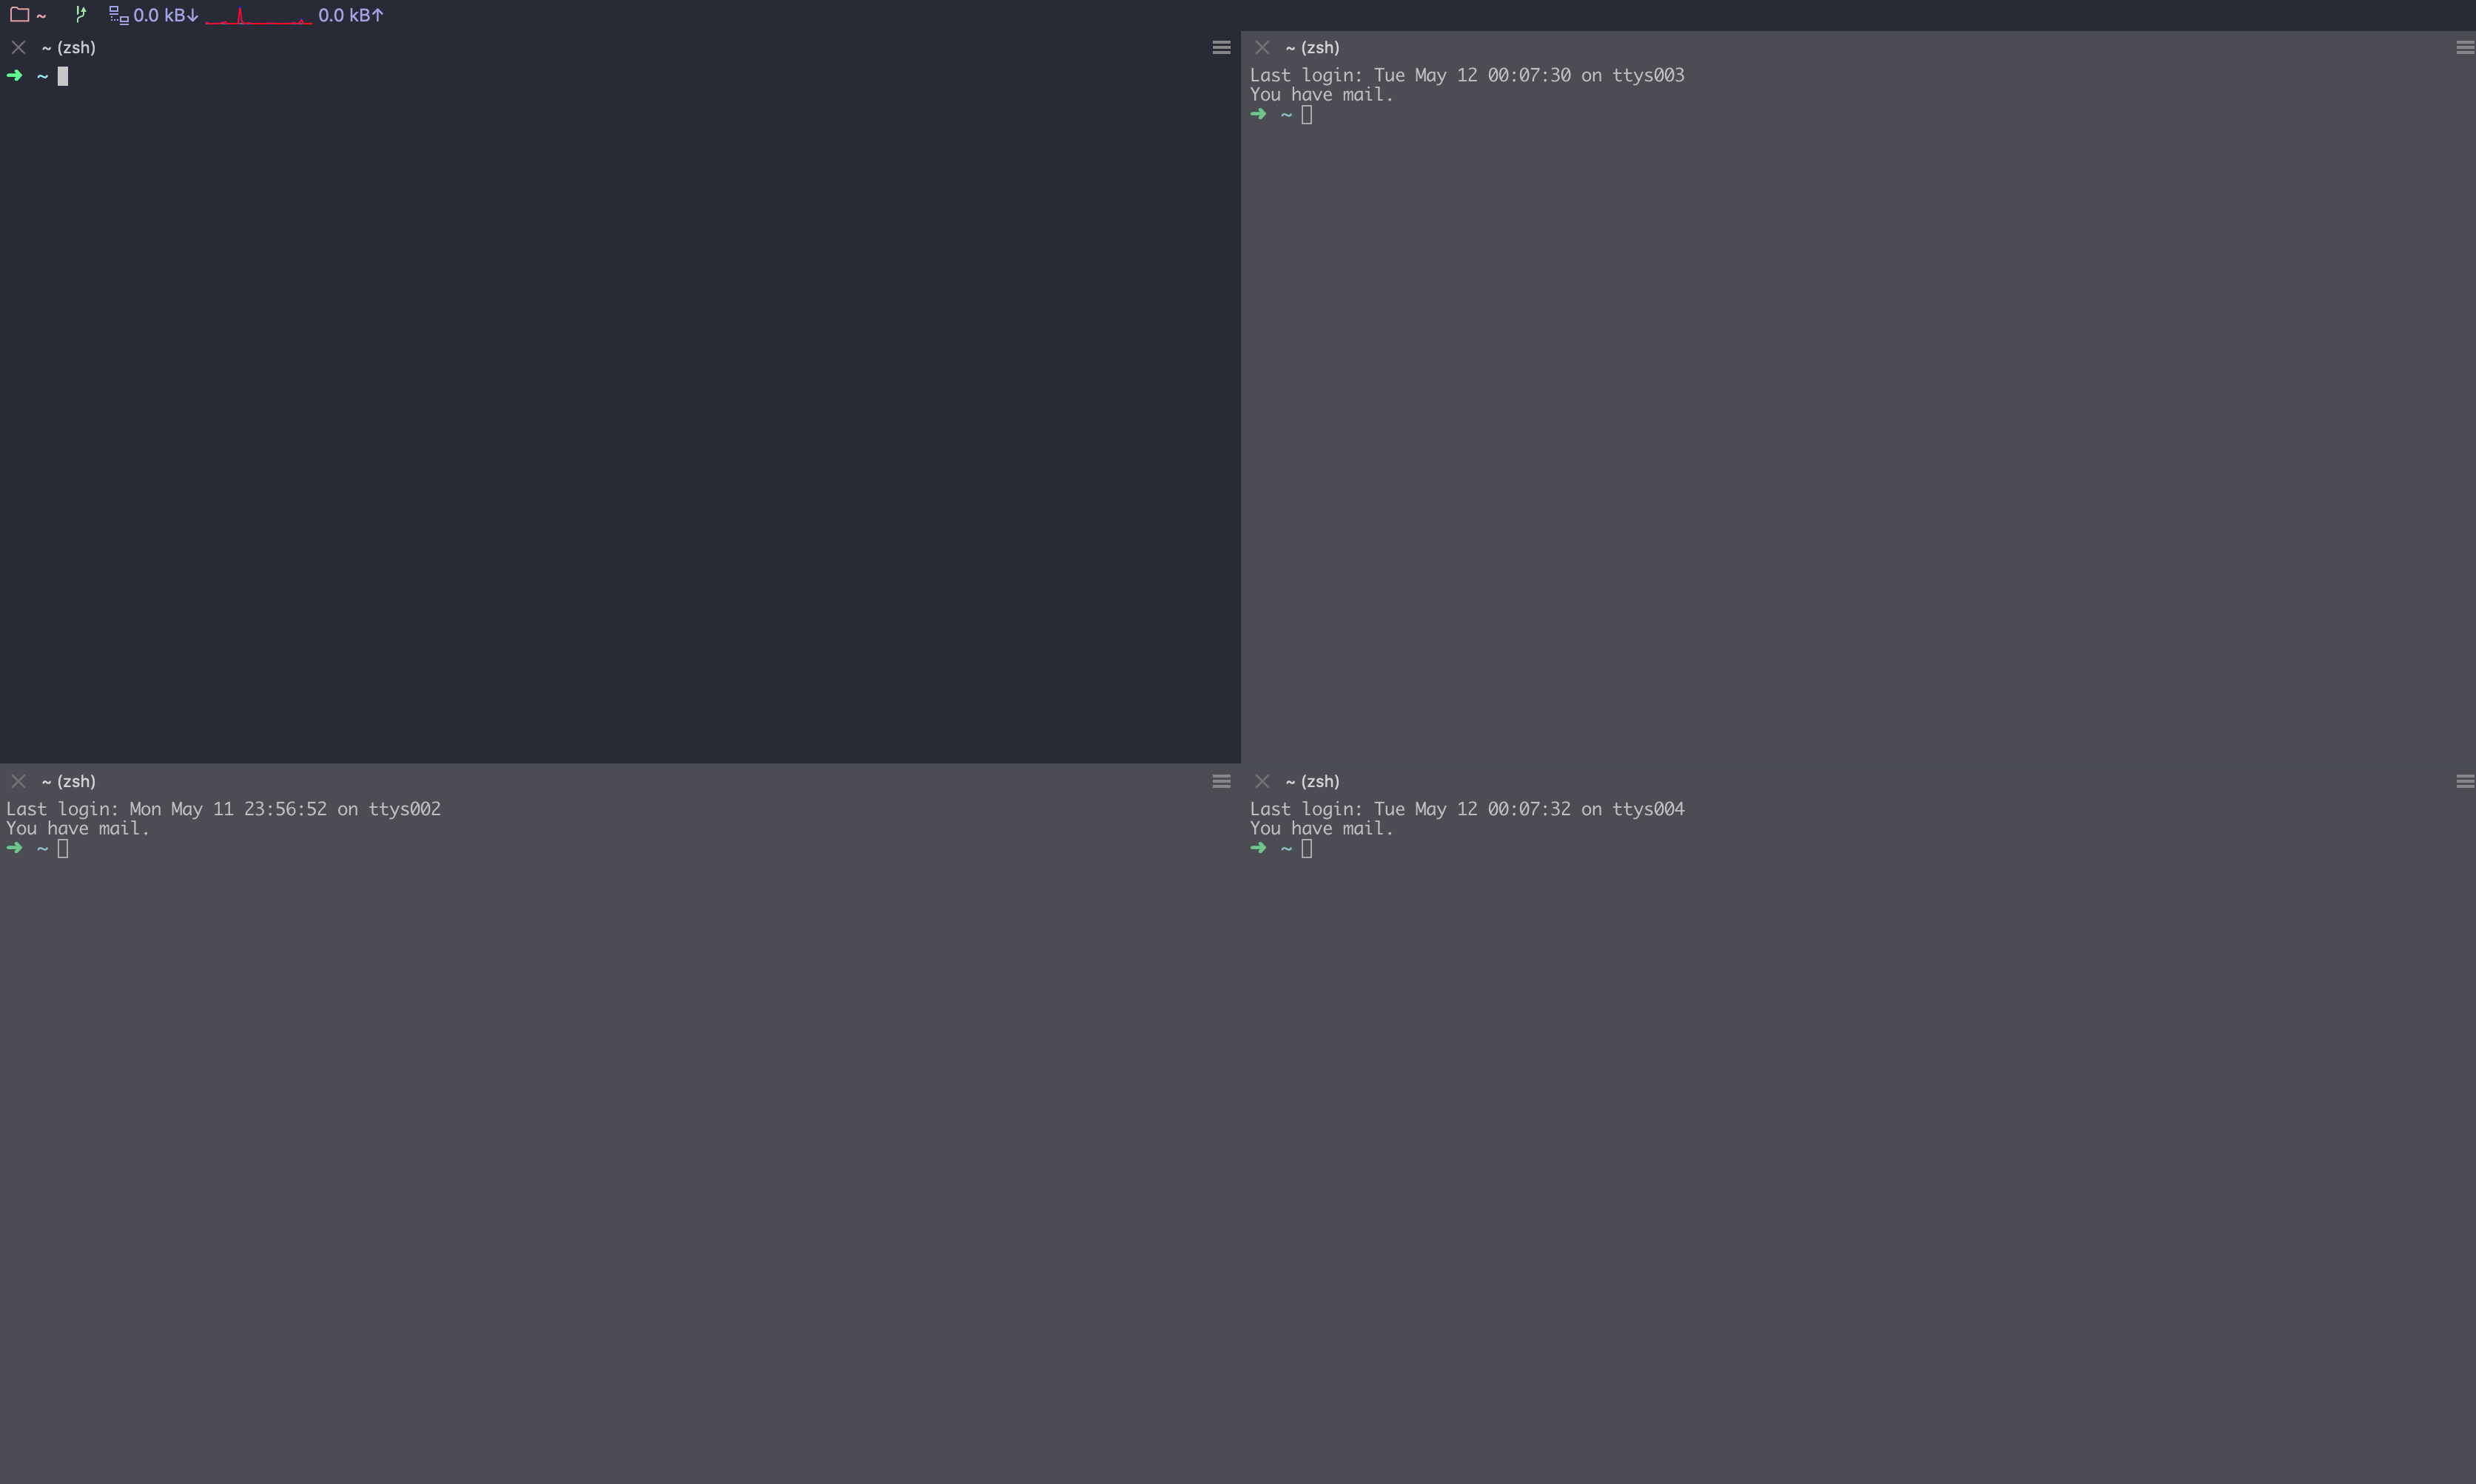 ~ 0.0 kB↓ 0.0 kB↑
~ (zsh)
➜ ~
~ (zsh)
Last login: Tue May 12 00:07:30 on ttys003
You have mail.
➜ ~
~ (zsh)
Last login: Mon May 11 23:56:52 on ttys002
You have mail.
➜ ~
~ (zsh)
Last login: Tue May 12 00:07:32 on ttys004
You have mail.
➜ ~